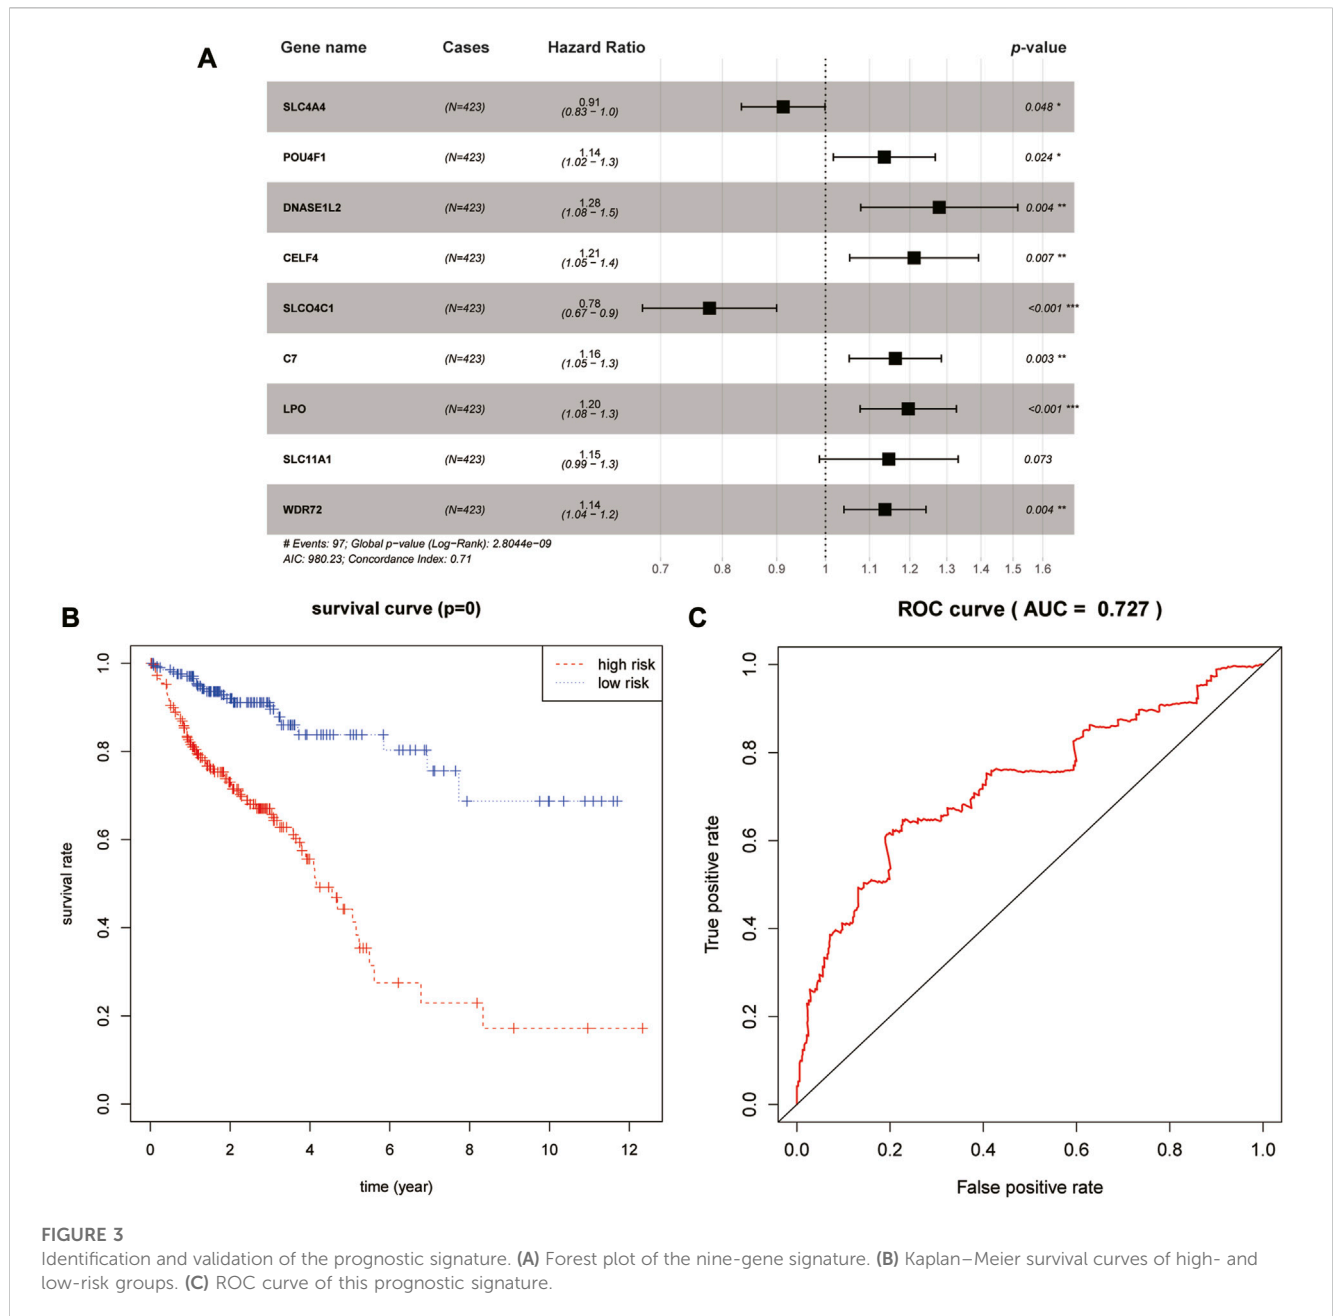 A
Gene name Cases Hazard Ratio p-value
SLC4A4 (N=423) 0.91 (0.83 − 1.0) 0.048 *
POU4F1 (N=423) 1.14 (1.02 − 1.3) 0.024 *
DNASE1L2 (N=423) 1.28 (1.08 − 1.5) 0.004 **
CELF4 (N=423) 1.21 (1.05 − 1.4) 0.007 **
SLCO4C1 (N=423) 0.78 (0.67 − 0.9) <0.001 ***
C7 (N=423) 1.16 (1.05 − 1.3) 0.003 **
LPO (N=423) 1.20 (1.08 − 1.3) <0.001 ***
SLC11A1 (N=423) 1.15 (0.99 − 1.3) 0.073
WDR72 (N=423) 1.14 (1.04 − 1.2) 0.004 **
# Events: 97; Global p−value (Log−Rank): 2.8044e−09
AIC: 980.23; Concordance Index: 0.71
0.7 0.8 0.9 1 1.1 1.2 1.3 1.4 1.5 1.6
B
survival curve (p=0)
high risk
low risk
survival rate
1.0
0.8
0.6
0.4
0.2
0.0
0 2 4 6 8 10 12
time (year)
C
ROC curve ( AUC = 0.727 )
True positive rate
1.0
0.8
0.6
0.4
0.2
0.0
0.0 0.2 0.4 0.6 0.8 1.0
False positive rate
FIGURE 3
Identification and validation of the prognostic signature. (A) Forest plot of the nine-gene signature. (B) Kaplan–Meier survival curves of high- and
low-risk groups. (C) ROC curve of this prognostic signature.